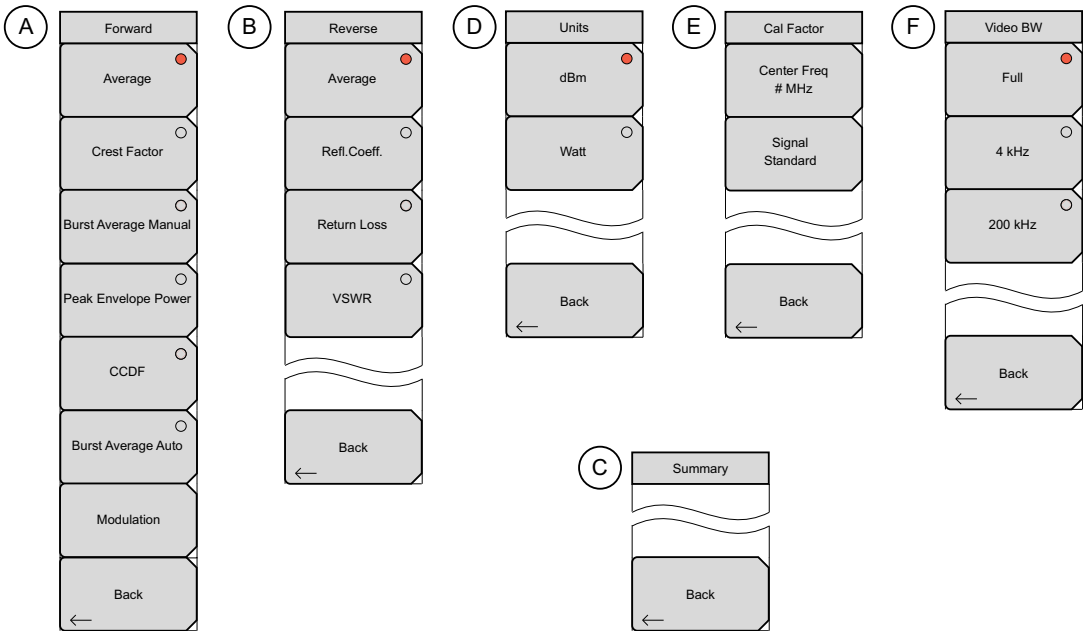 A
Forward
Average
Crest Factor
Burst Average Manual
Peak Envelope Power
CCDF
Burst Average Auto
Modulation
Back
B
Reverse
Average
Refl.Coeff.
Return Loss
VSWR
Back
D
Units
dBm
Watt
Back
E
Cal Factor
Center Freq
# MHz
Signal
Standard
Back
F
Video BW
Full
4 kHz
200 kHz
Back
C
Summary
Back